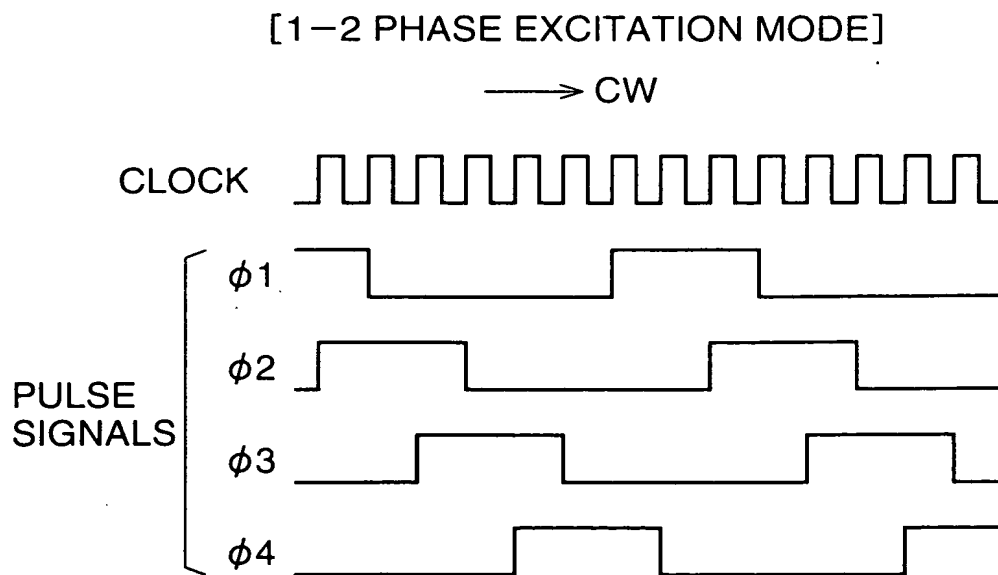 [1-2 PHASE EXCITATION MODE]
CW
CLOCK
ϕ1
ϕ2
PULSE
SIGNALS
ϕ3
ϕ4